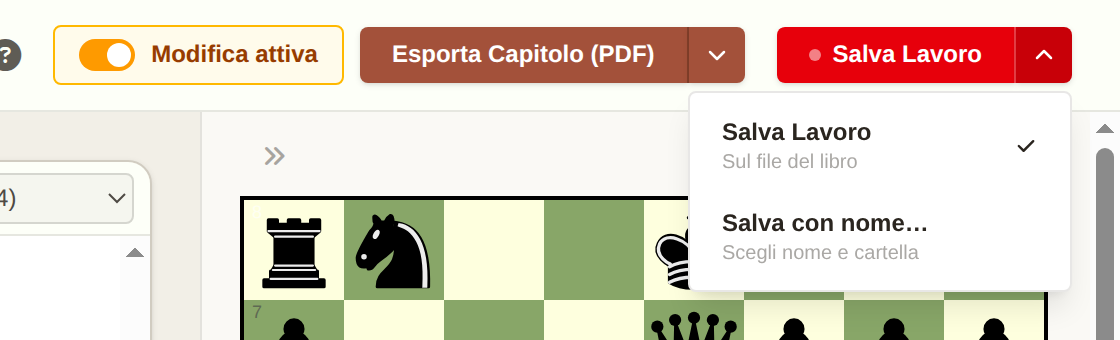 ?
Modifica attiva
Esporta Capitolo (PDF)
Salva Lavoro
Salva Lavoro
Sul file del libro
4)
Salva con nome...
Scegli nome e cartella
7